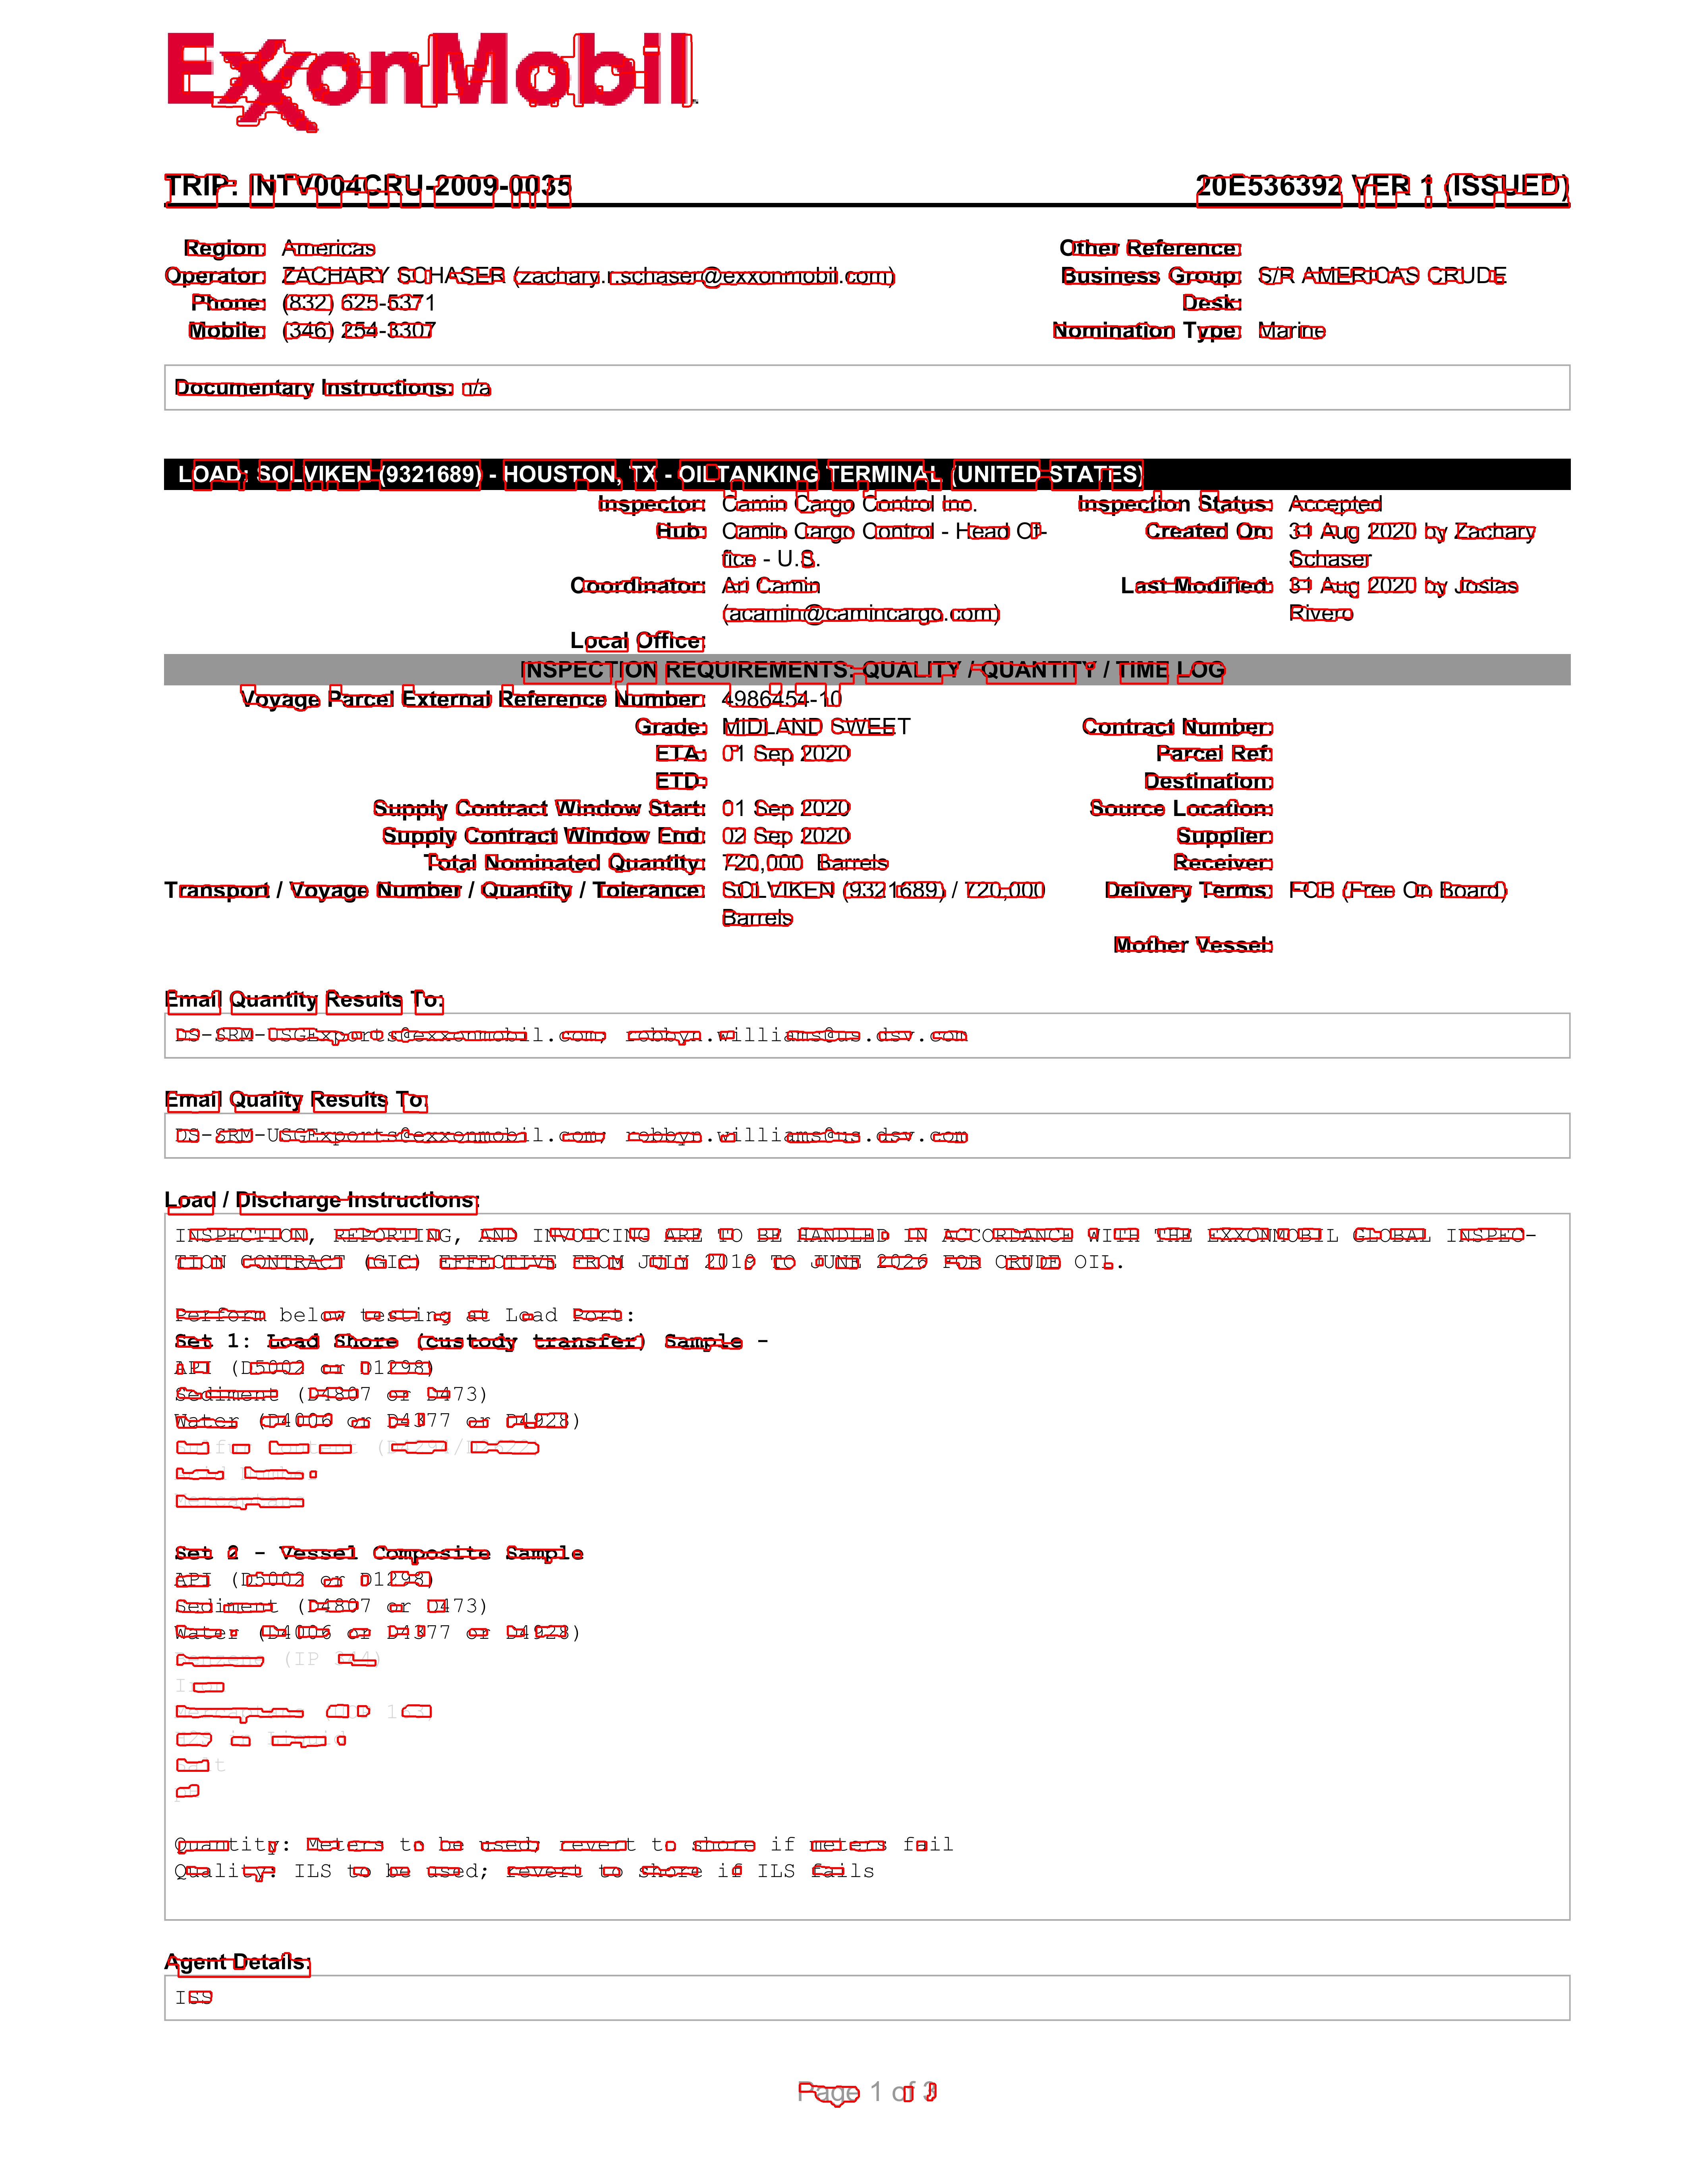 ExxonMobil
TRIP: INTV004CRU-2009-0035 20E536392 VER 1 (ISSUED)
Region: Americas Other Reference:
Operator: ZACHARY SCHASER (zachary.r.schaser@exxonmobil.com) Business Group: S/R AMERICAS CRUDE
Phone: (832) 625-5371 Desk:
Mobile: (346) 254-3307 Nomination Type: Marine
Documentary Instructions: n/a
LOAD: SOLVIKEN (9321689) - HOUSTON, TX - OILTANKING TERMINAL (UNITED STATES)
Inspector: Camin Cargo Control Inc. Inspection Status: Accepted
Hub: Camin Cargo Control - Head Of- Created On: 31 Aug 2020 by Zachary
fice - U.S. Schaser
Coordinator: Ari Camin Last Modified: 31 Aug 2020 by Josias
(acamin@camincargo.com) Rivero
Local Office:
INSPECTION REQUIREMENTS: QUALITY / QUANTITY / TIME LOG
Voyage Parcel External Reference Number: 4986454-10
Grade: MIDLAND SWEET Contract Number:
ETA: 01 Sep 2020 Parcel Ref:
ETD: Destination:
Supply Contract Window Start: 01 Sep 2020 Source Location:
Supply Contract Window End: 02 Sep 2020 Supplier:
Total Nominated Quantity: 720,000 Barrels Receiver:
Transport / Voyage Number / Quantity / Tolerance: SOLVIKEN (9321689) / 720,000 Delivery Terms: FOB (Free On Board)
Barrels
Mother Vessel:
Email Quantity Results To:
DS-SRM-USGExports@exxonmobil.com; robbyn.williams@us.dsv.com
Email Quality Results To:
DS-SRM-USGExports@exxonmobil.com; robbyn.williams@us.dsv.com
Load / Discharge Instructions:
INSPECTION, REPORTING, AND INVOICING ARE TO BE HANDLED IN ACCORDANCE WITH THE EXXONMOBIL GLOBAL INSPEC-
TION CONTRACT (GIC) EFFECTIVE FROM JULY 2019 TO JUNE 2026 FOR CRUDE OIL.
Perform below testing at Load Port:
Set 1: Load Shore (custody transfer) Sample -
API (D5002 or D1298)
Sediment (D4807 or D473)
Water (D4006 or D4377 or D4928)
Set 2 - Vessel Composite Sample
API (D5002 or D1298)
Sediment (D4807 or D473)
Water (D4006 or D4377 or D4928)
(IP
Salt
Quantity: Meters to be used; revert to shore if meters fail
Quality: ILS to be used; revert to shore if ILS fails
Agent Details:
ISS
Page 1 of 3